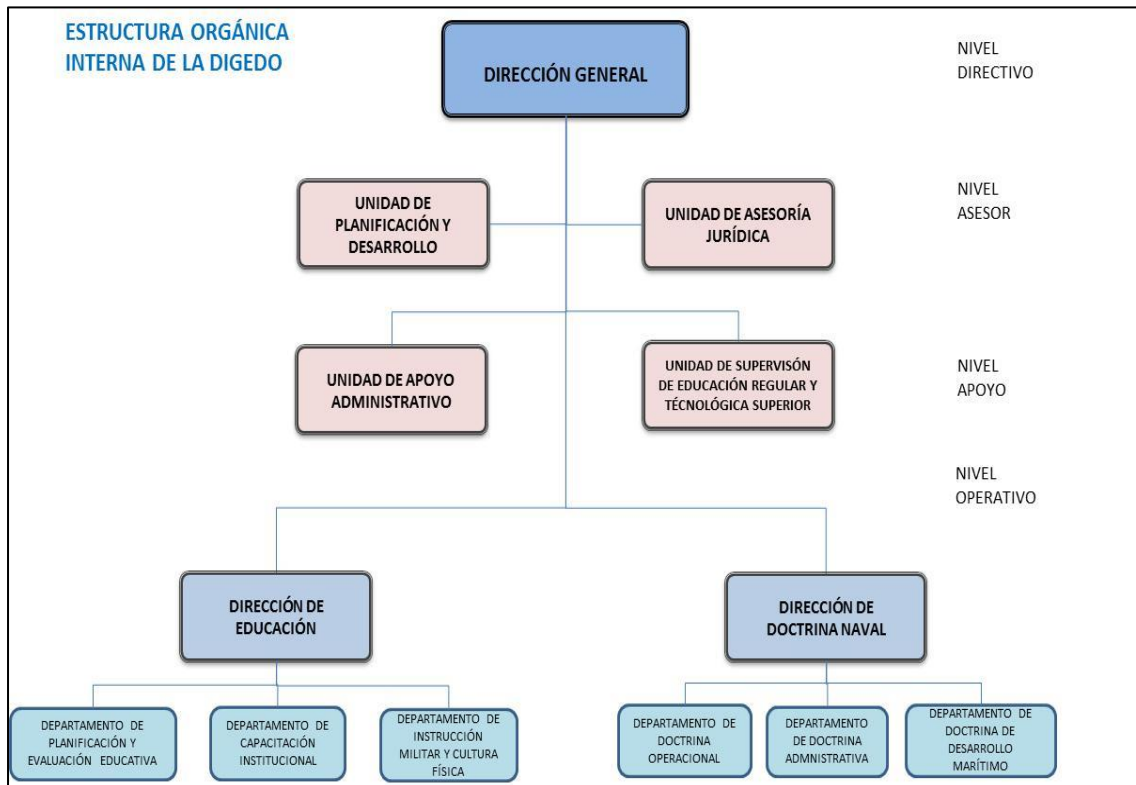 ESTRUCTURA ORGÁNICA
INTERNA DE LA DIGEDO
DIRECCIÓN GENERAL
NIVEL
DIRECTIVO
UNIDAD DE
PLANIFICACIÓN Y
DESARROLLO
UNIDAD DE ASESORÍA
JURÍDICA
NIVEL
ASESOR
UNIDAD DE APOYO
ADMINISTRATIVO
UNIDAD DE SUPERVISÓN
DE EDUCACIÓN REGULAR Y
TÉCNOLÓGICA SUPERIOR
NIVEL
APOYO
NIVEL
OPERATIVO
DIRECCIÓN DE
EDUCACIÓN
DIRECCIÓN DE
DOCTRINA NAVAL
DEPARTAMENTO DE
PLANIFICACIÓN Y
EVALUACIÓN EDUCATIVA
DEPARTAMENTO DE
CAPACITACIÓN
INSTITUCIONAL
DEPARTAMENTO DE
INSTRUCCIÓN
MILITAR Y CULTURA
FÍSICA
DEPARTAMENTO DE
DOCTRINA
OPERACIONAL
DEPARTAMENTO
DE DOCTRINA
ADMNISTRATIVA
DEPARTAMENTO DE
DOCTRINA DE
DESARROLLO
MARÍTIMO